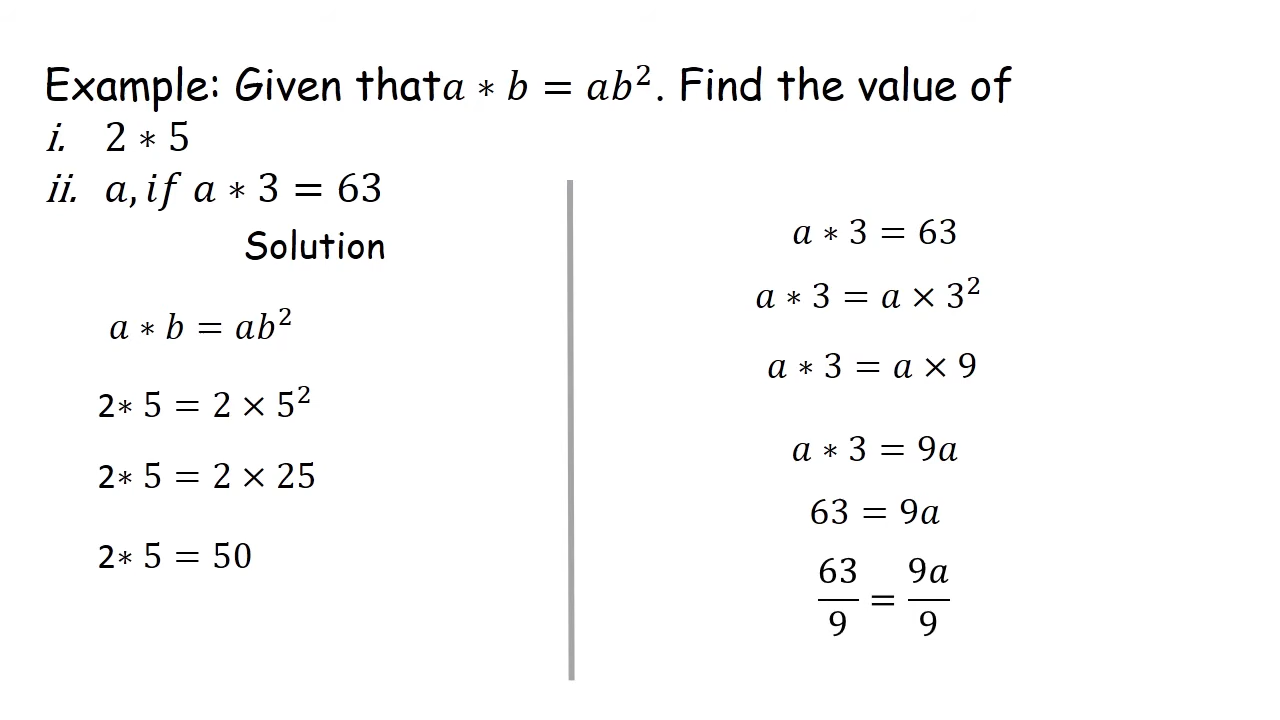 Example: Given that a ∗ b = ab². Find the value of
i. 2 ∗ 5
ii. a, if a ∗ 3 = 63
Solution
a ∗ b = ab²
2∗ 5 = 2 × 5²
2∗ 5 = 2 × 25
2∗ 5 = 50
a ∗ 3 = 63
a ∗ 3 = a × 3²
a ∗ 3 = a × 9
a ∗ 3 = 9a
63 = 9a
63/9 = 9a/9